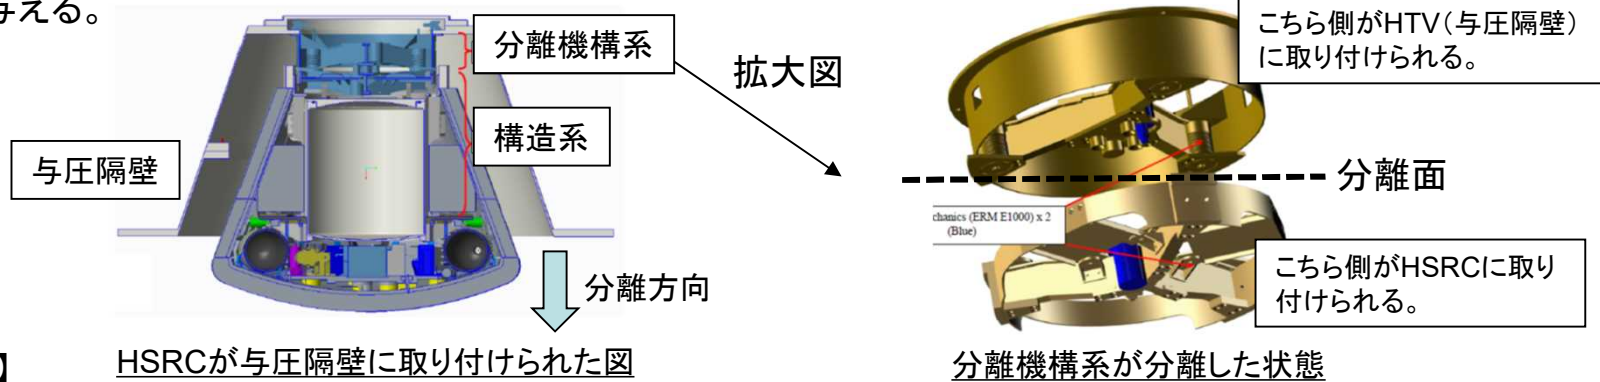 与える。
分離機構系
構造系
与圧隔壁
分離方向
HSRCが与圧隔壁に取り付けられた図
】
拡大図
こちら側がHTV(与圧隔壁)
に取り付けられる。
分離面
chanics (ERM E1000) x 2
(Blue)
こちら側がHSRCに取り
付けられる。
分離機構系が分離した状態